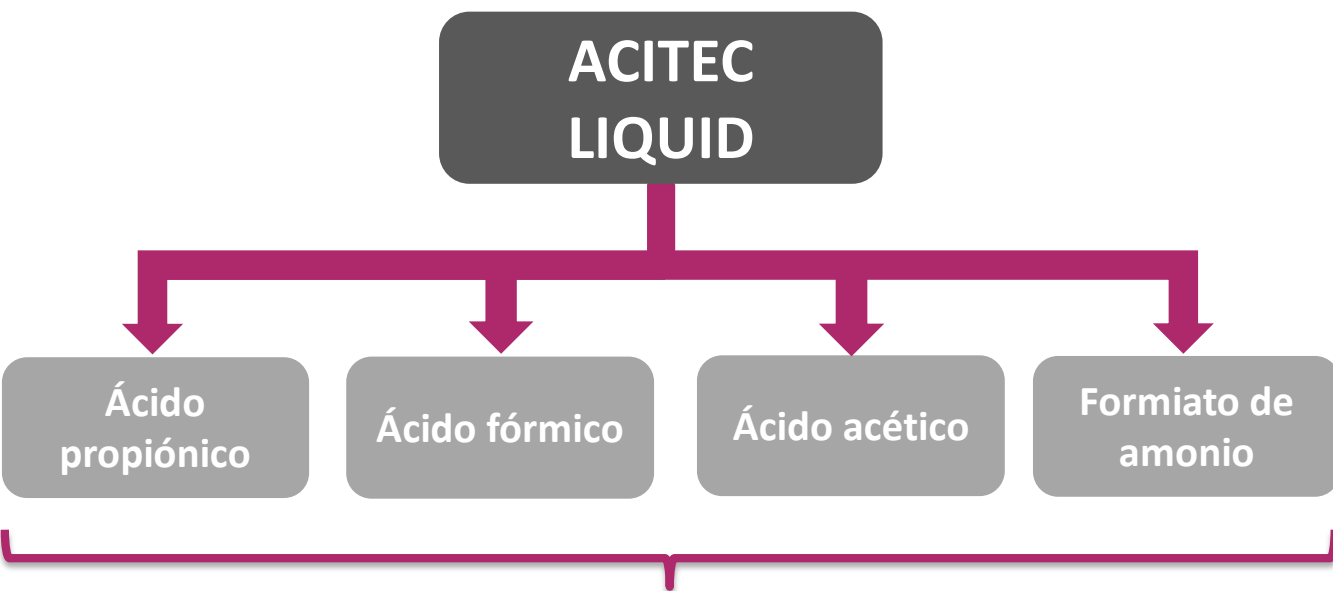 ACITEC
LIQUID
Ácido
propiónico
Ácido fórmico
Ácido acético
Formiato de
amonio